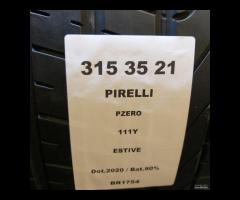 315 35 21
PIRELLI
PZERO
111Y
ESTIVE
Dot.2020 / Bat.90%
BR1754